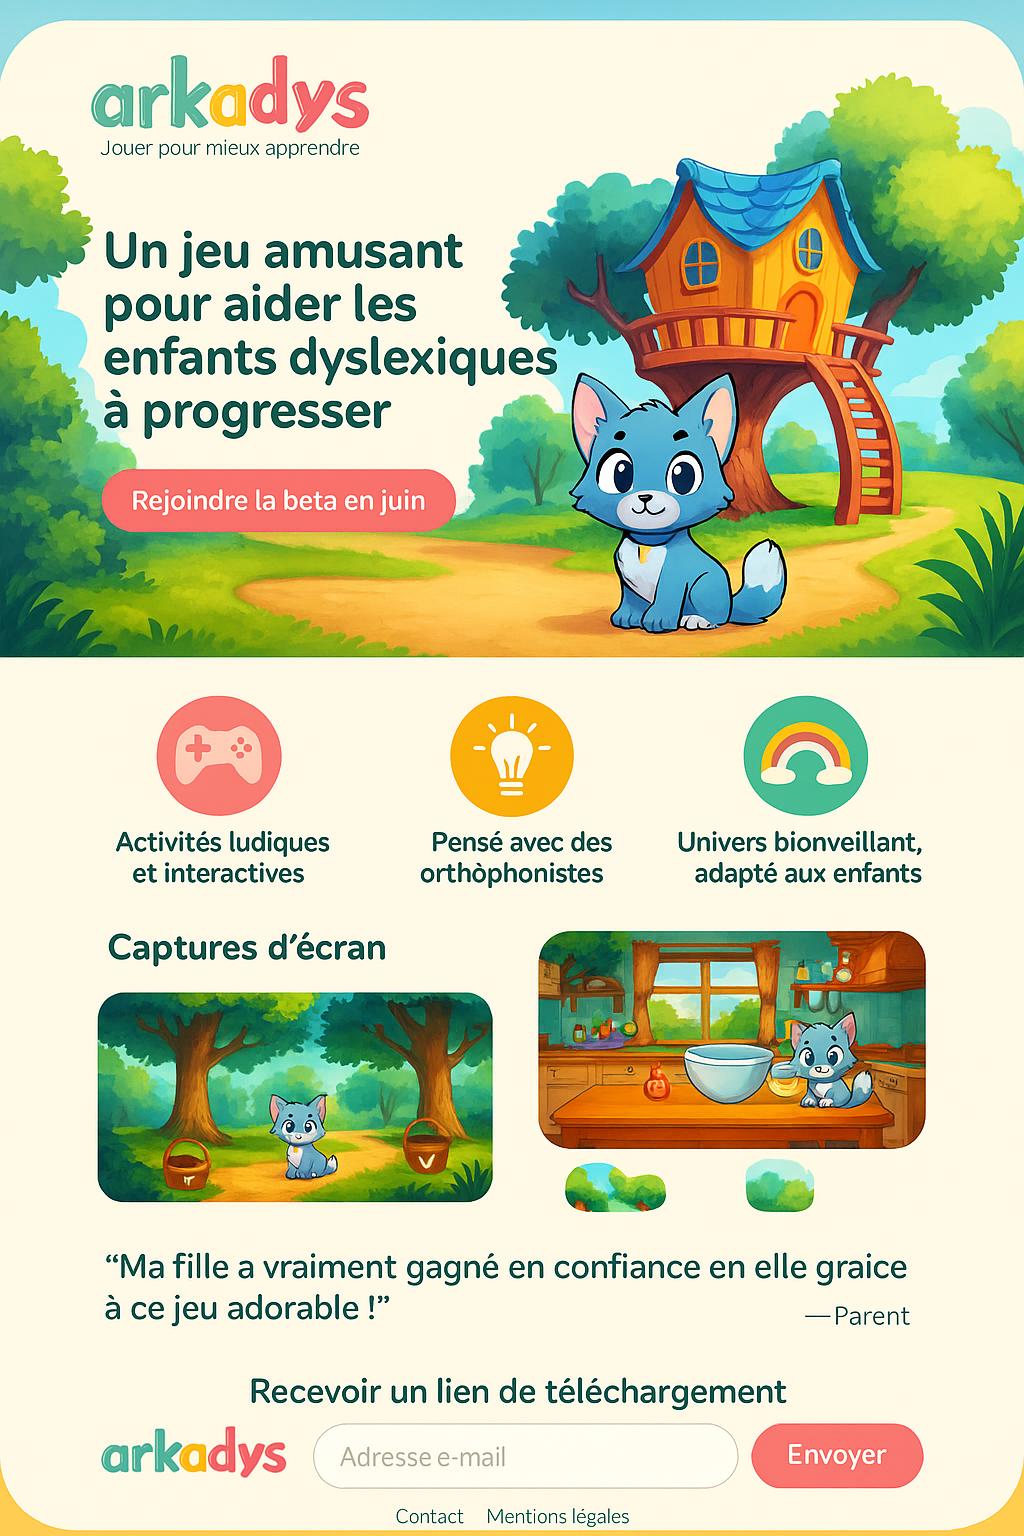 arkadys
Jouer pour mieux apprendre
Un jeu amusant
pour aider les
enfants dyslexiques
à progresser
Rejoindre la beta en juin
Activités ludiques
et interactives
Pensé avec des
orthòphonistes
Univers bionveillant,
adapté aux enfants
Captures d'écran
T
V
“Ma fille a vraiment gagné en confiance en elle graice
à ce jeu adorable !”
—Parent
Recevoir un lien de téléchargement
arkadys
Adresse e-mail
Envoyer
Contact Mentions légales